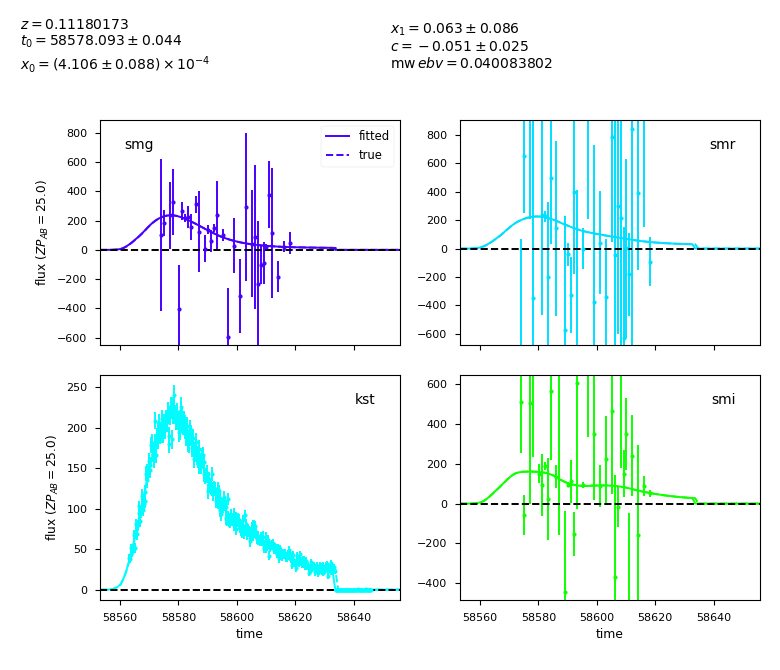 z = 0.11180173
t₀ = 58578.093 ± 0.044
x₀ = (4.106 ± 0.088) × 10⁻⁴
x₁ = 0.063 ± 0.086
c = −0.051 ± 0.025
mw ebv = 0.040083802
smg
fitted
true
800
600
400
200
0
−200
−400
−600
flux (ZP_AB = 25.0)
smr
800
600
400
200
0
−200
−400
−600
kst
250
200
150
100
50
0
flux (ZP_AB = 25.0)
58560 58580 58600 58620 58640
time
smi
600
400
200
0
−200
−400
58560 58580 58600 58620 58640
time